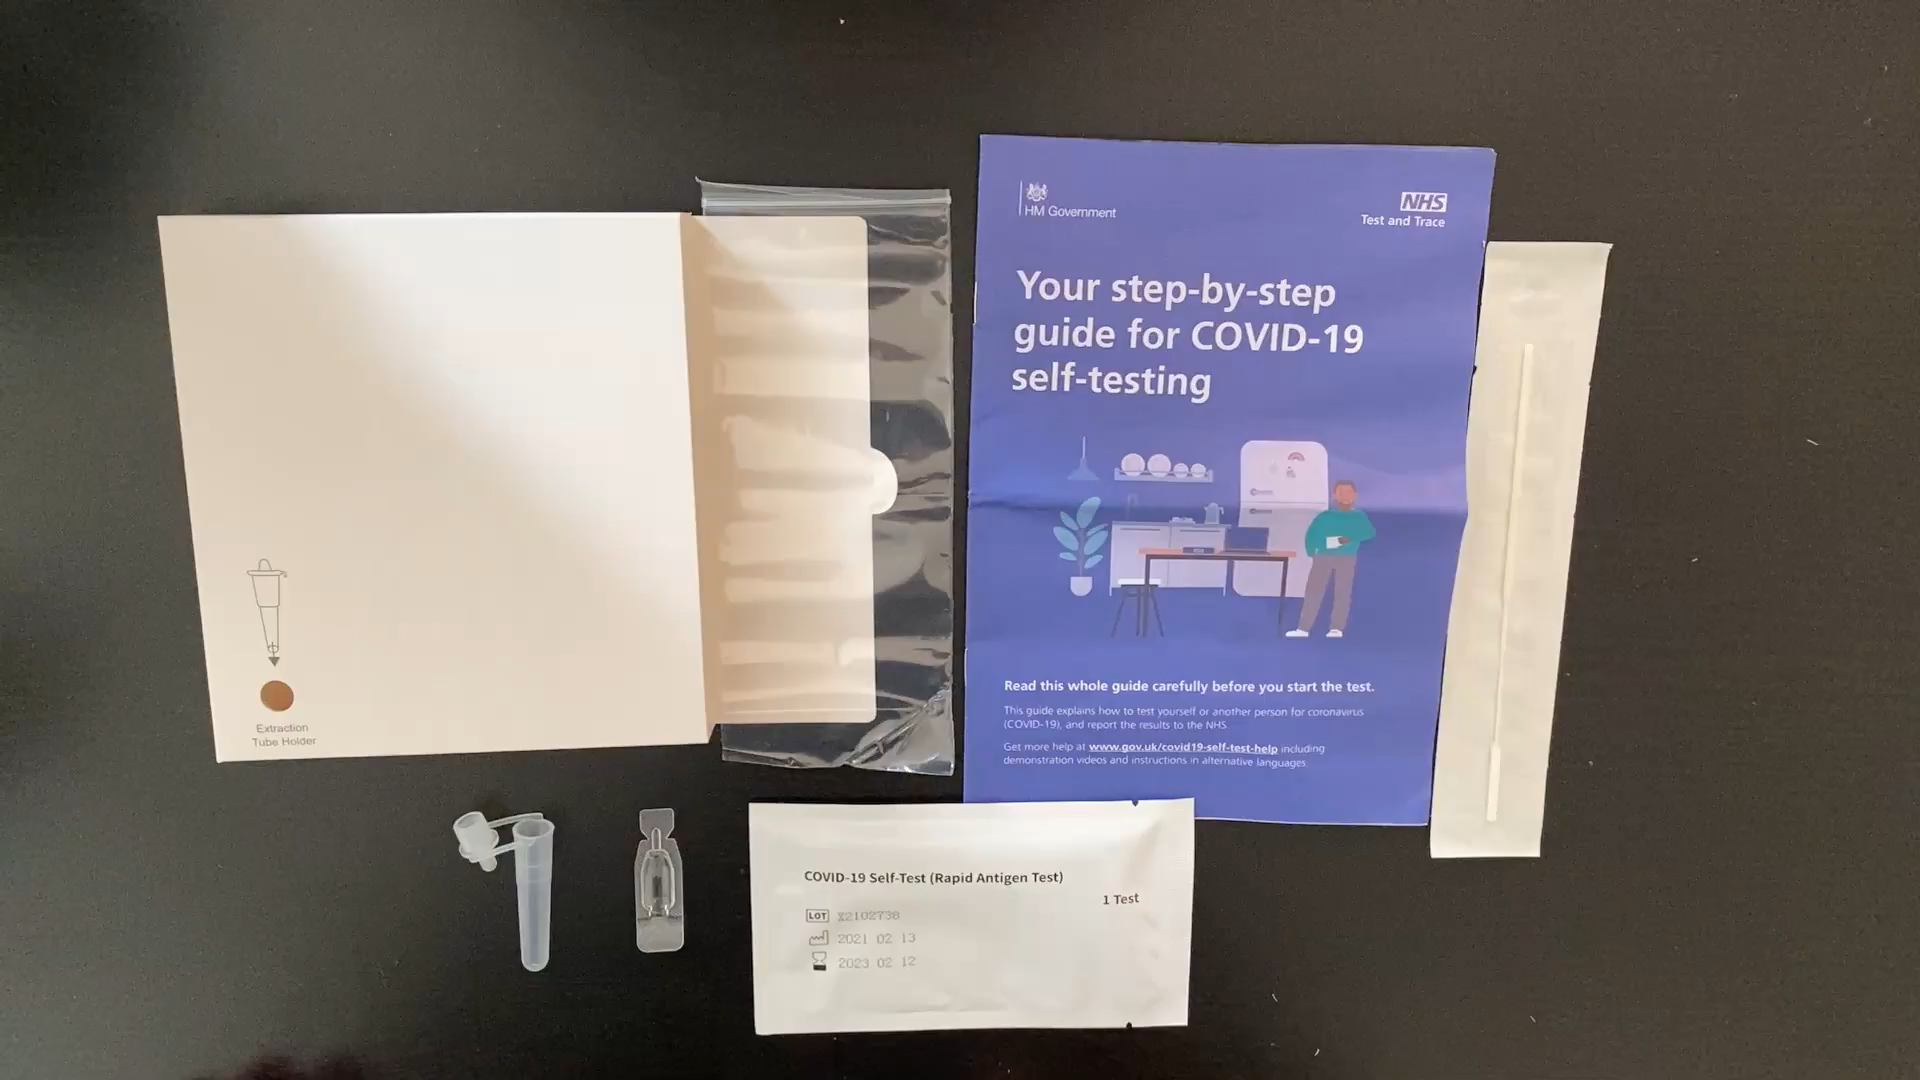 HM Government
NHS
Test and Trace
Your step-by-step
guide for COVID-19
self-testing
Read this whole guide carefully before you start the test.
This guide explains how to test yourself or another person for coronavirus
(COVID-19), and report the results to the NHS.
Get more help at www.gov.uk/covid19-self-test-help including
demonstration videos and instructions in alternative languages
Extraction
Tube Holder
COVID-19 Self-Test (Rapid Antigen Test)
1 Test
LOT X2102738
2021 02 13
2023 02 12